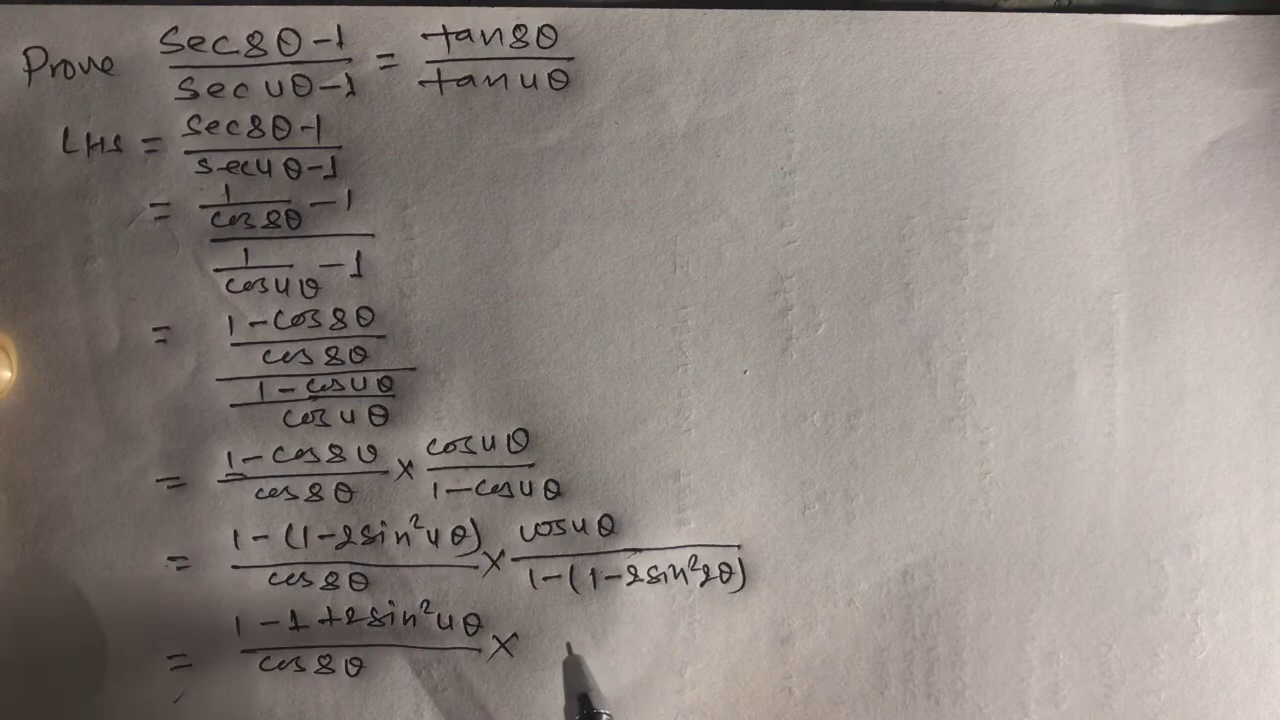 Prove (sec8θ-1)/(sec4θ-1) = tan8θ/tan4θ
LHS = (sec8θ-1)/(sec4θ-1)
= (1/cos8θ - 1)/(1/cos4θ - 1)
= ((1-cos8θ)/cos8θ)/((1-cos4θ)/cos4θ)
= (1-cos8θ)/cos8θ × cos4θ/(1-cos4θ)
= (1-(1-2sin²4θ))/cos8θ × cos4θ/(1-(1-2sin²2θ))
= (1-1+2sin²4θ)/cos8θ ×